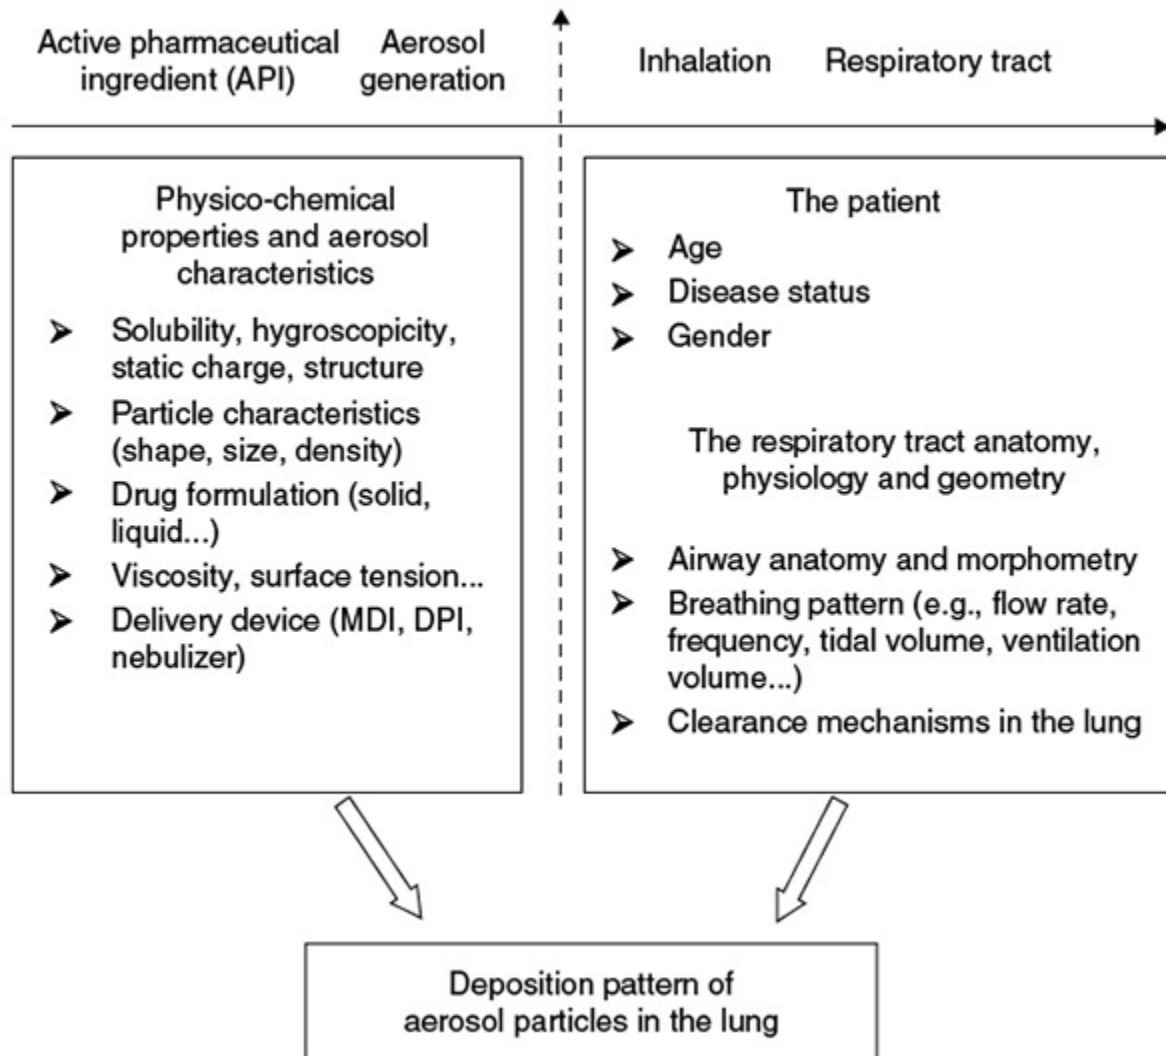 Active pharmaceutical
ingredient (API)
Aerosol
generation
Inhalation
Respiratory tract
Physico-chemical
properties and aerosol
characteristics
➢ Solubility, hygroscopicity,
static charge, structure
➢ Particle characteristics
(shape, size, density)
➢ Drug formulation (solid,
liquid...)
➢ Viscosity, surface tension...
➢ Delivery device (MDI, DPI,
nebulizer)
The patient
➢ Age
➢ Disease status
➢ Gender
The respiratory tract anatomy,
physiology and geometry
➢ Airway anatomy and morphometry
➢ Breathing pattern (e.g., flow rate,
frequency, tidal volume, ventilation
volume...)
➢ Clearance mechanisms in the lung
Deposition pattern of
aerosol particles in the lung